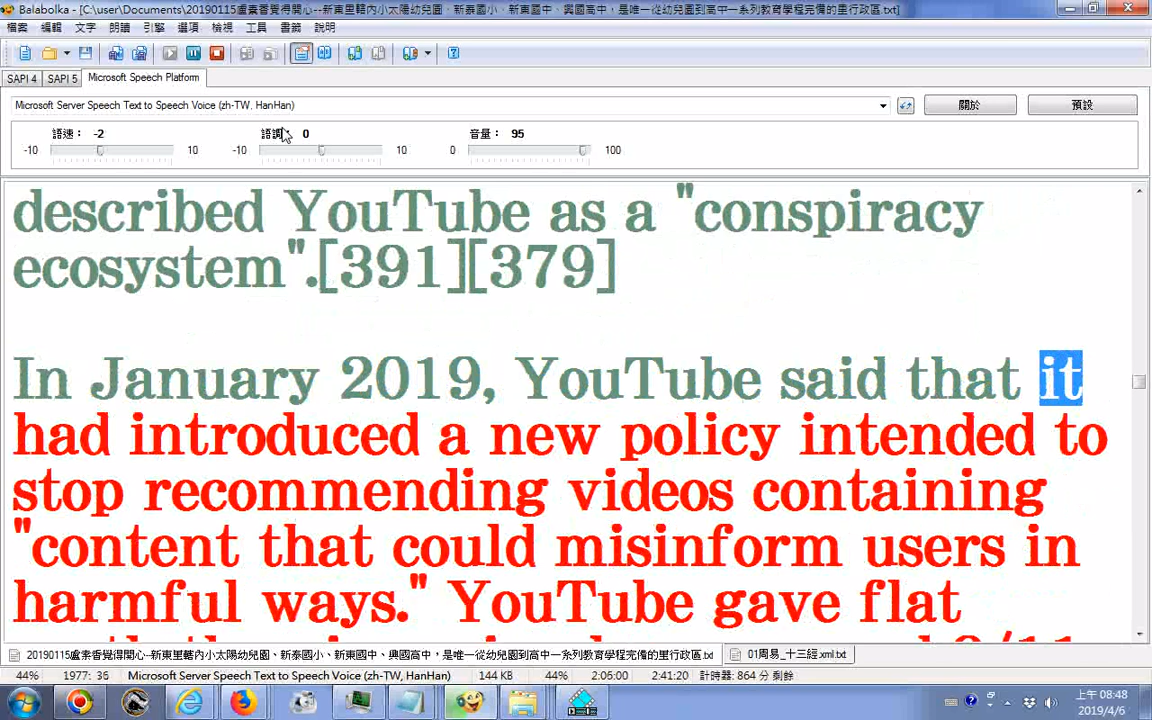 Balabolka - [C:\user\Documents\20190115盧素香覺得開心--新東里轄內小太陽幼兒園、新泰國小、新東國中、興國高中，是唯一從幼兒園到高中一系列教育學程完備的里行政區.txt]
檔案 編輯 文字 朗讀 引擎 選項 檢視 工具 書籤 說明
SAPI 4 SAPI 5 Microsoft Speech Platform
Microsoft Server Speech Text to Speech Voice (zh-TW, HanHan) 關於 預設
語速： -2 語調： 0 音量： 95
-10 10 -10 10 0 100
described YouTube as a "conspiracy
ecosystem".[391][379]
In January 2019, YouTube said that it
had introduced a new policy intended to
stop recommending videos containing
"content that could misinform users in
harmful ways." YouTube gave flat
20190115盧素香覺得開心--新東里轄內小太陽幼兒園、新泰國小、新東國中、興國高中，是唯一從幼兒園到高中一系列教育學程完備的里行政區.txt 01周易_十三經.xml.txt
44% 1977: 36 Microsoft Server Speech Text to Speech Voice (zh-TW, HanHan) 144 KB 44% 2:05:00 2:41:20 計時器: 864 分 剩餘
上午 08:48
2019/4/6